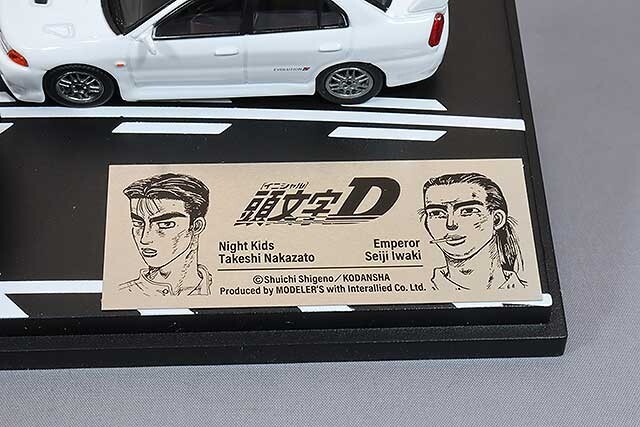 EVOLUTION IV
[イニシャル]
頭文字D
Night Kids
Takeshi Nakazato
Emperor
Seiji Iwaki
©Shuichi Shigeno/KODANSHA
Produced by MODELER'S with Interallied Co. Ltd.